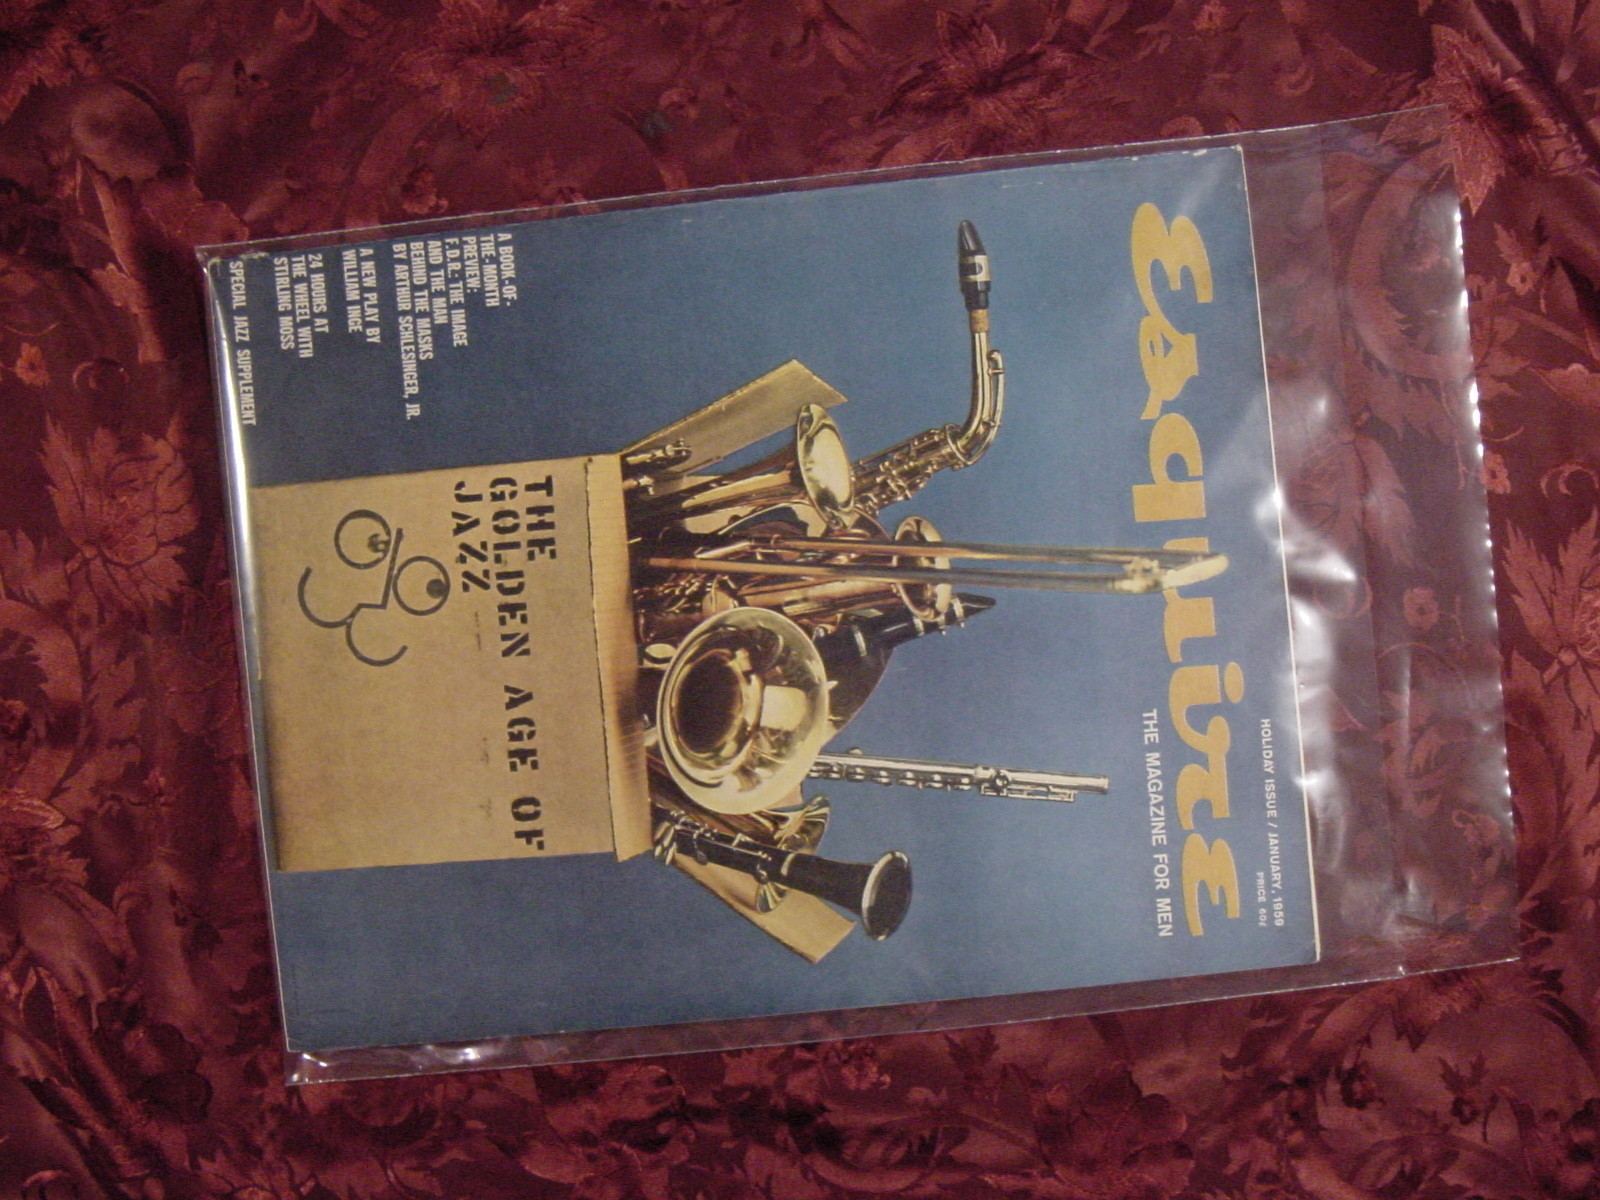 HOLIDAY ISSUE / JANUARY, 1959
PRICE 60¢
Esquire
THE MAGAZINE FOR MEN
A BOOK-OF-
THE-MONTH
PREVIEW:
F.D.R.: THE IMAGE
AND THE MAN
BEHIND THE MASKS
BY ARTHUR SCHLESINGER, JR.
A NEW PLAY BY
WILLIAM INGE
24 HOURS AT
THE WHEEL WITH
STIRLING MOSS
SPECIAL JAZZ SUPPLEMENT
THE
GOLDEN AGE OF
JAZZ